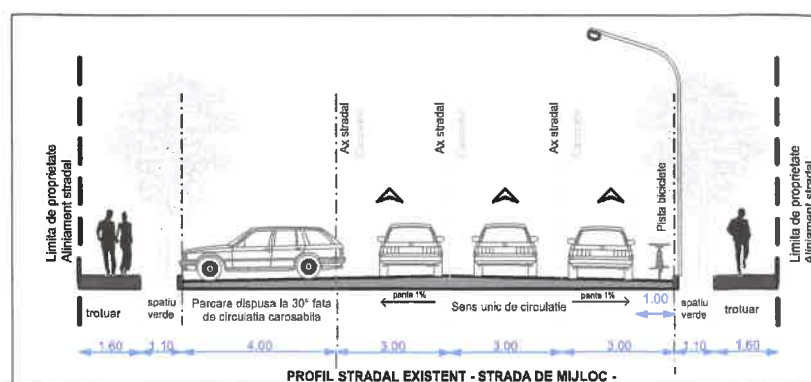 Limita de proprietate
Aliniament stradal
Ax stradal
Ax stradal
Ax stradal
Pista biciclete
Limita de proprietate
Aliniament stradal
trotuar
spatiu
verde
Parcare dispusa la 30° fata
de circulatia carosabila
panta 1%
Sens unic de circulatie
panta 1%
1.00
spatiu
verde
trotuar
1.60
1.10
4.00
3.00
3.00
3.00
1.10
1.60
PROFIL STRADAL EXISTENT - STRADA DE MIJLOC -